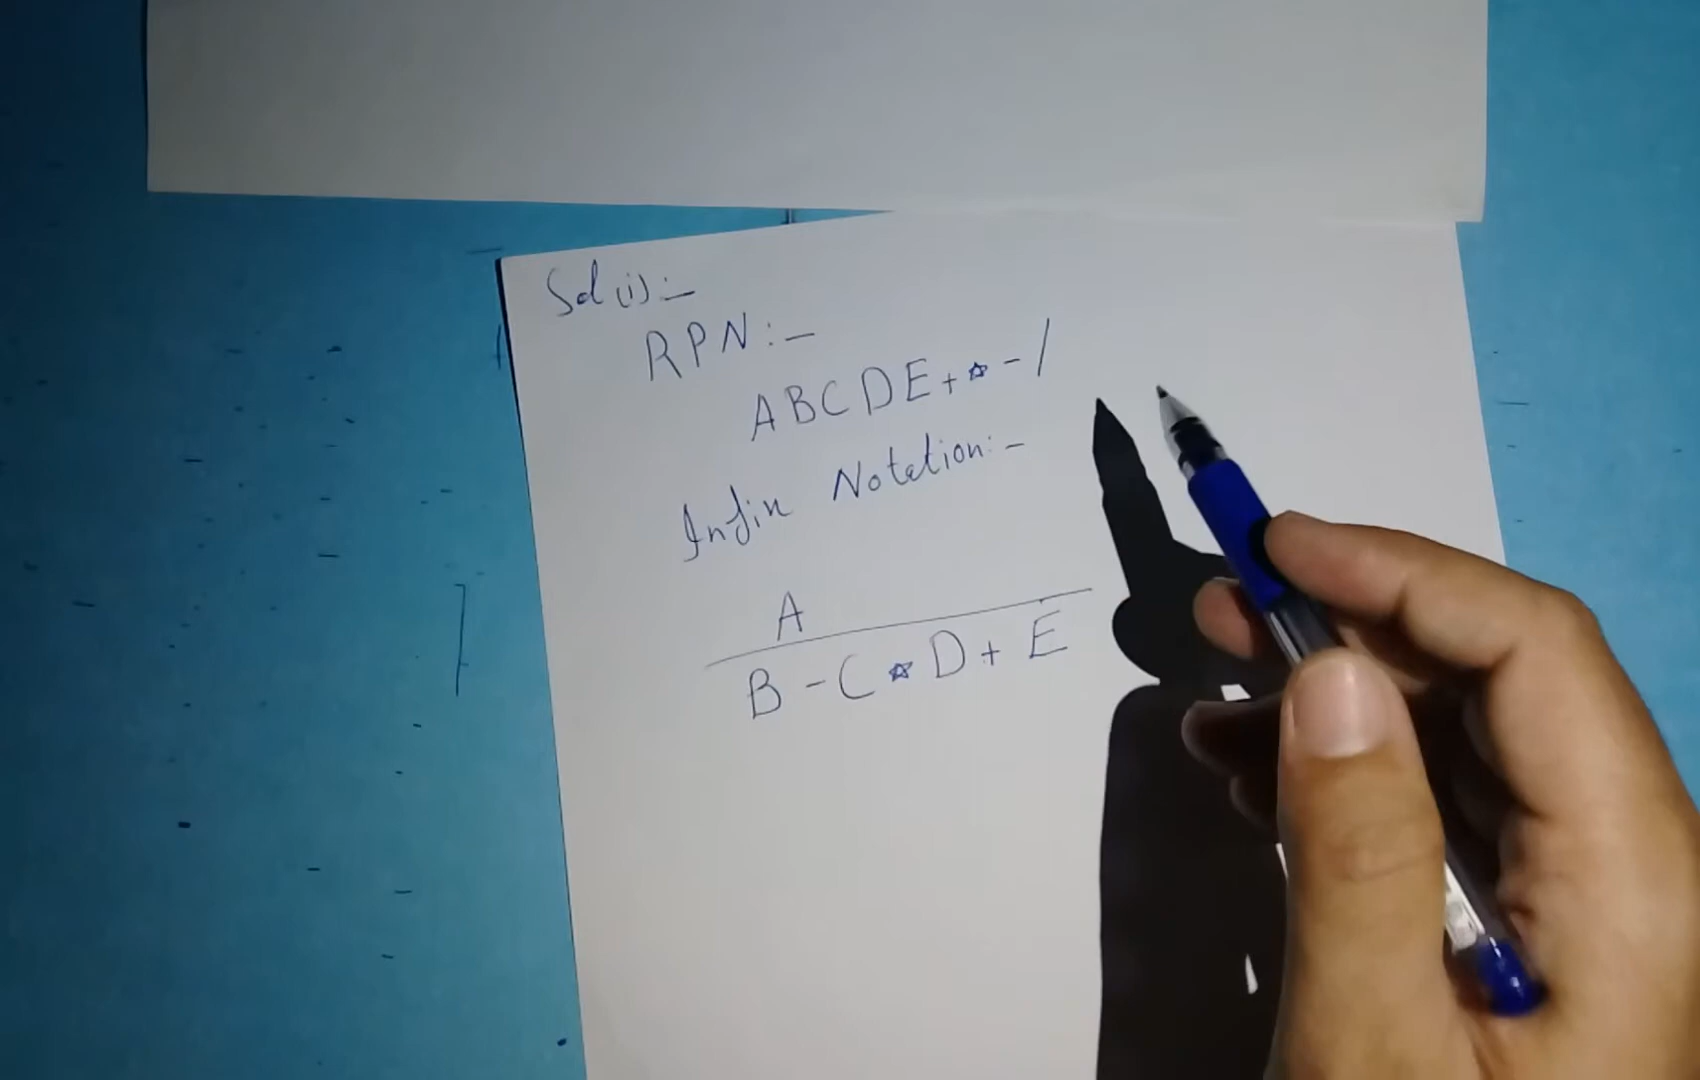 Sol (i) :-
RPN :-
ABCDE+*-/
Infix Notation :-
A
B - C * D + E